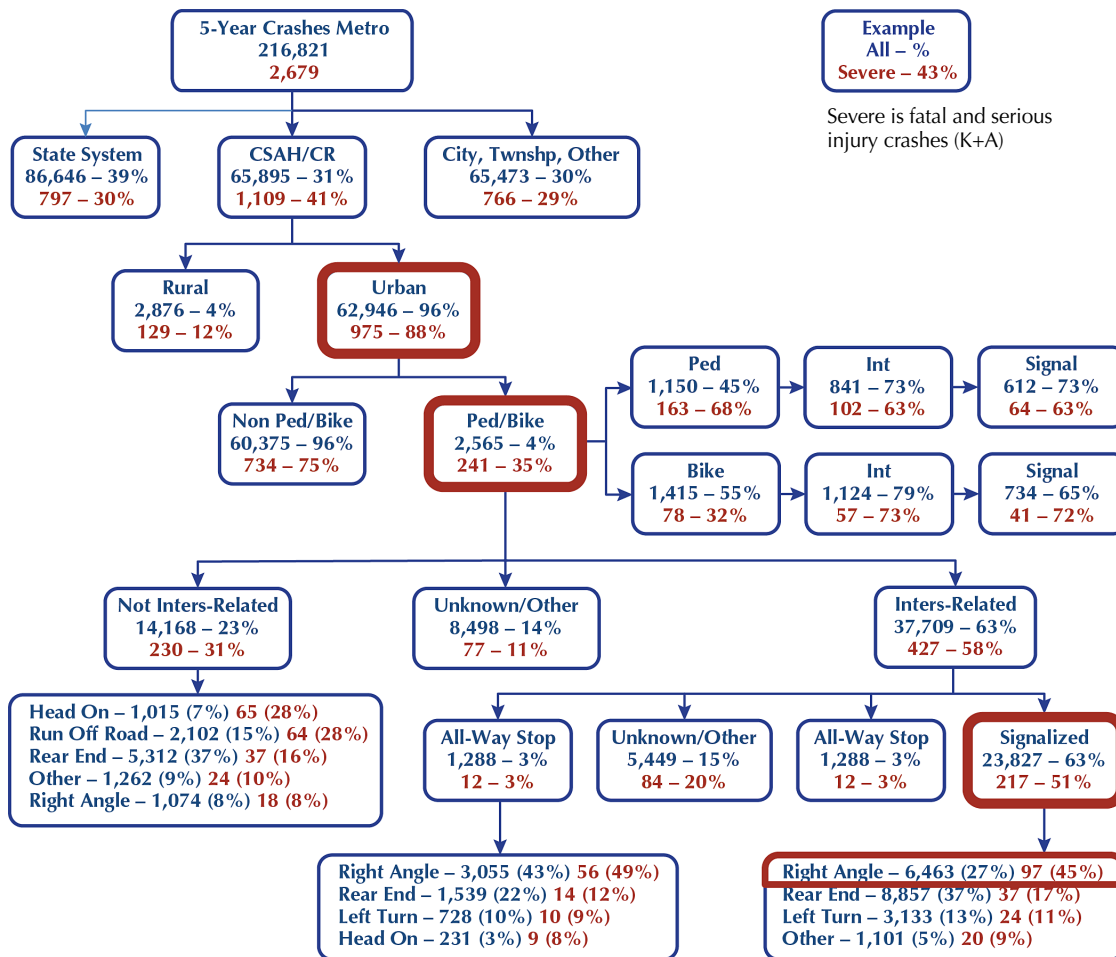 5-Year Crashes Metro
216,821
2,679
Example
All – %
Severe – 43%
Severe is fatal and serious
injury crashes (K+A)
State System
86,646 – 39%
797 – 30%
CSAH/CR
65,895 – 31%
1,109 – 41%
City, Twnshp, Other
65,473 – 30%
766 – 29%
Rural
2,876 – 4%
129 – 12%
Urban
62,946 – 96%
975 – 88%
Non Ped/Bike
60,375 – 96%
734 – 75%
Ped/Bike
2,565 – 4%
241 – 35%
Ped
1,150 – 45%
163 – 68%
Int
841 – 73%
102 – 63%
Signal
612 – 73%
64 – 63%
Bike
1,415 – 55%
78 – 32%
Int
1,124 – 79%
57 – 73%
Signal
734 – 65%
41 – 72%
Not Inters-Related
14,168 – 23%
230 – 31%
Unknown/Other
8,498 – 14%
77 – 11%
Inters-Related
37,709 – 63%
427 – 58%
Head On – 1,015 (7%) 65 (28%)
Run Off Road – 2,102 (15%) 64 (28%)
Rear End – 5,312 (37%) 37 (16%)
Other – 1,262 (9%) 24 (10%)
Right Angle – 1,074 (8%) 18 (8%)
All-Way Stop
1,288 – 3%
12 – 3%
Unknown/Other
5,449 – 15%
84 – 20%
All-Way Stop
1,288 – 3%
12 – 3%
Signalized
23,827 – 63%
217 – 51%
Right Angle – 3,055 (43%) 56 (49%)
Rear End – 1,539 (22%) 14 (12%)
Left Turn – 728 (10%) 10 (9%)
Head On – 231 (3%) 9 (8%)
Right Angle – 6,463 (27%) 97 (45%)
Rear End – 8,857 (37%) 37 (17%)
Left Turn – 3,133 (13%) 24 (11%)
Other – 1,101 (5%) 20 (9%)